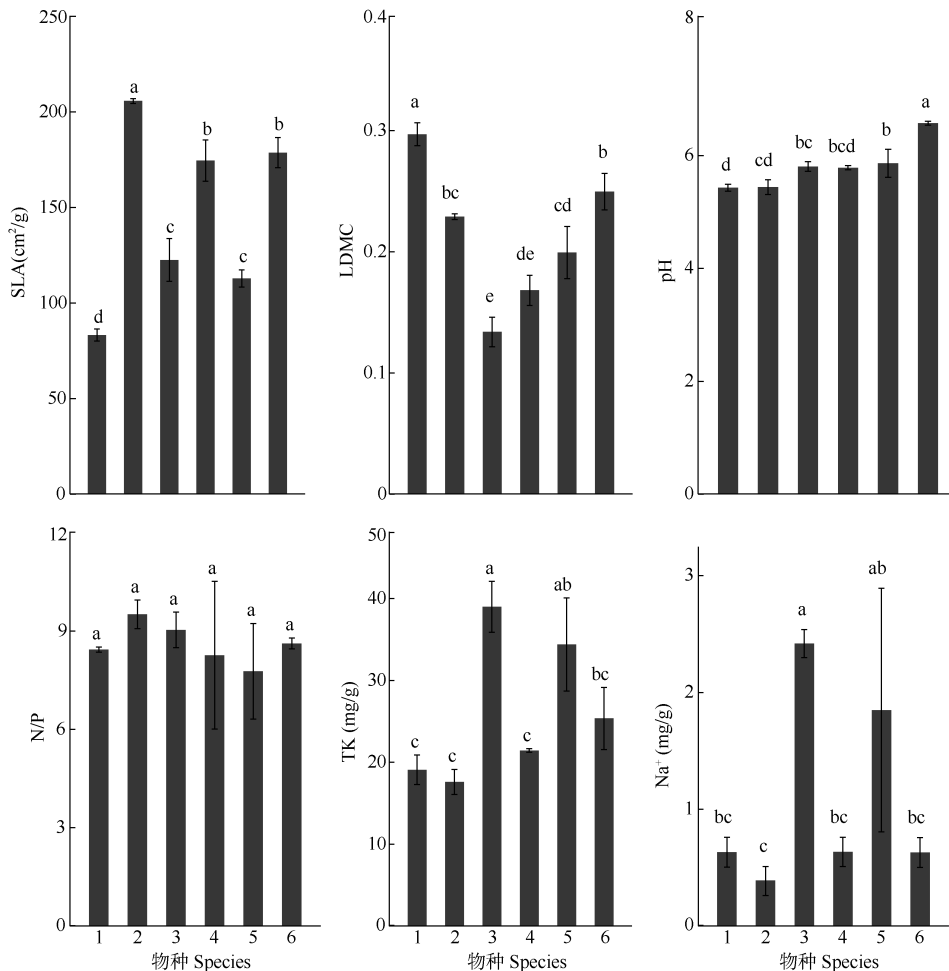 SLA(cm²/g)
250
200
150
100
50
0
d
a
c
b
c
b
LDMC
0.4
0.3
0.2
0.1
0
a
bc
e
de
cd
b
pH
8
6
4
2
0
d
cd
bc
bcd
b
a
N/P
12
9
6
3
0
a
a
a
a
a
a
1 2 3 4 5 6
物种 Species
TK (mg/g)
50
40
30
20
10
0
c
c
a
c
ab
bc
1 2 3 4 5 6
物种 Species
Na⁺ (mg/g)
3
2
1
0
bc
c
a
bc
ab
bc
1 2 3 4 5 6
物种 Species